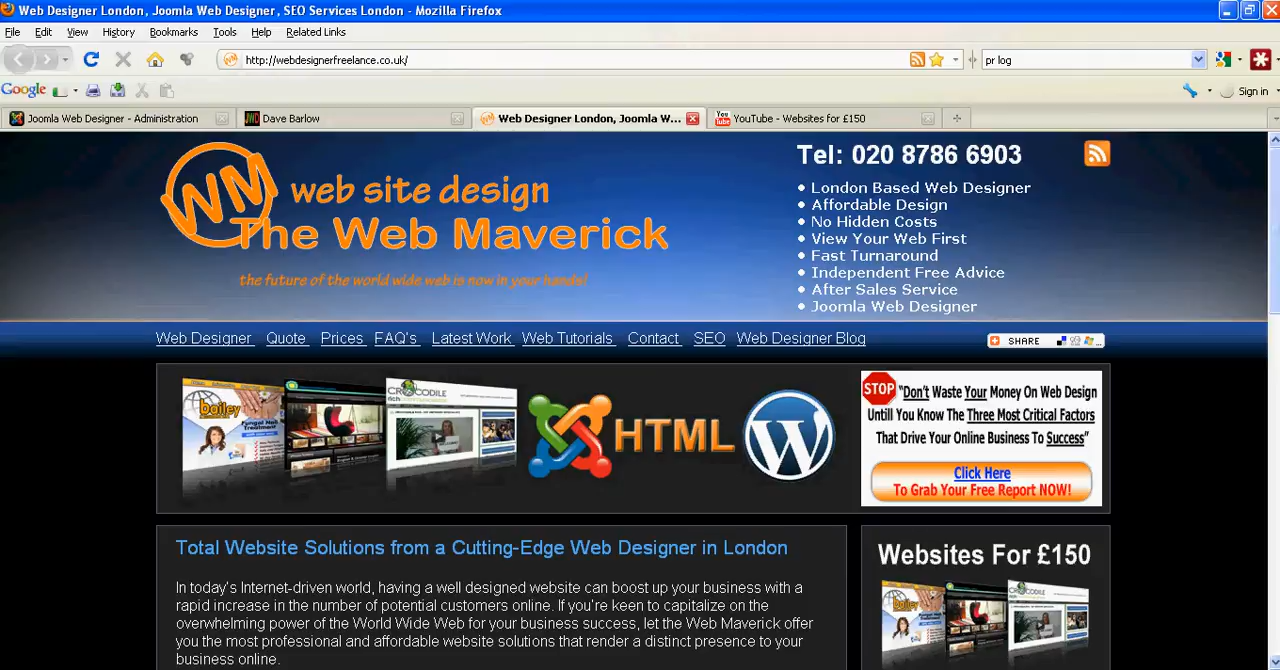 Web Designer London, Joomla Web Designer, SEO Services London - Mozilla Firefox
File Edit View History Bookmarks Tools Help Related Links
http://webdesignerfreelance.co.uk/
pr log
Google
Sign in
Joomla Web Designer - Administration
Dave Barlow
Web Designer London, Joomla W...
YouTube - Websites for £150
WM
web site design
The Web Maverick
the future of the world wide web is now in your hands!
Tel: 020 8786 6903
• London Based Web Designer
• Affordable Design
• No Hidden Costs
• View Your Web First
• Fast Turnaround
• Independent Free Advice
• After Sales Service
• Joomla Web Designer
Web Designer Quote Prices FAQ's Latest Work Web Tutorials Contact SEO Web Designer Blog
SHARE
bailey
Fungal Nail
Treatment
CROCODILE
HTML
STOP
"Don't Waste Your Money On Web Design
Untill You Know The Three Most Critical Factors
That Drive Your Online Business To Success"
Click Here
To Grab Your Free Report NOW!
Total Website Solutions from a Cutting-Edge Web Designer in London
In today's Internet-driven world, having a well designed website can boost up your business with a
rapid increase in the number of potential customers online. If you're keen to capitalize on the
overwhelming power of the World Wide Web for your business success, let the Web Maverick offer
you the most professional and affordable website solutions that render a distinct presence to your
business online.
Websites For £150
bailey